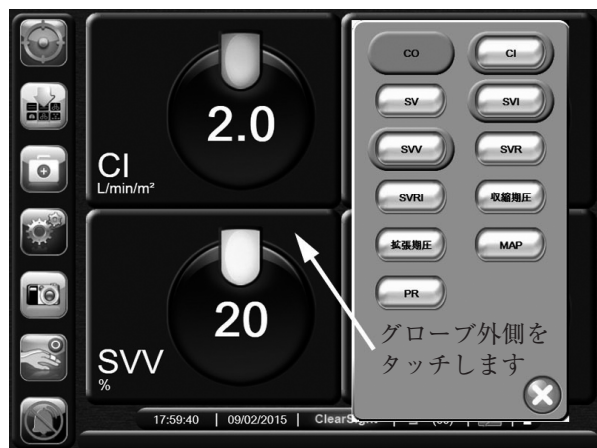 2.0
CI
L/min/m²
20
SVV
%
CO
CI
SV
SVI
SVV
SVR
SVRI
収縮期圧
拡張期圧
MAP
PR
グローブ外側を
タッチします
17:59:40 | 09/02/2015 |